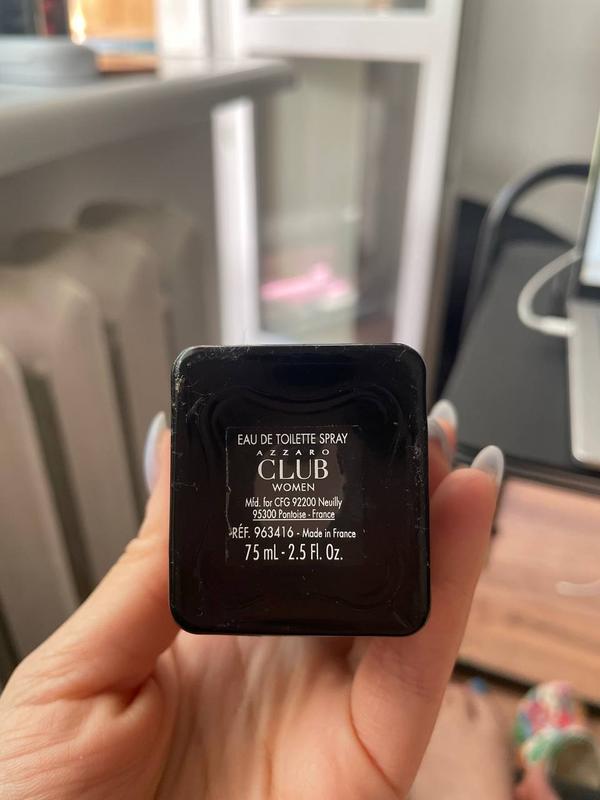 EAU DE TOILETTE SPRAY
AZZARO
CLUB
WOMEN
Mfd. for CFG 92200 Neuilly
95300 Pontoise - France
RÉF. 963416 - Made in France
75 mL - 2.5 Fl. Oz.